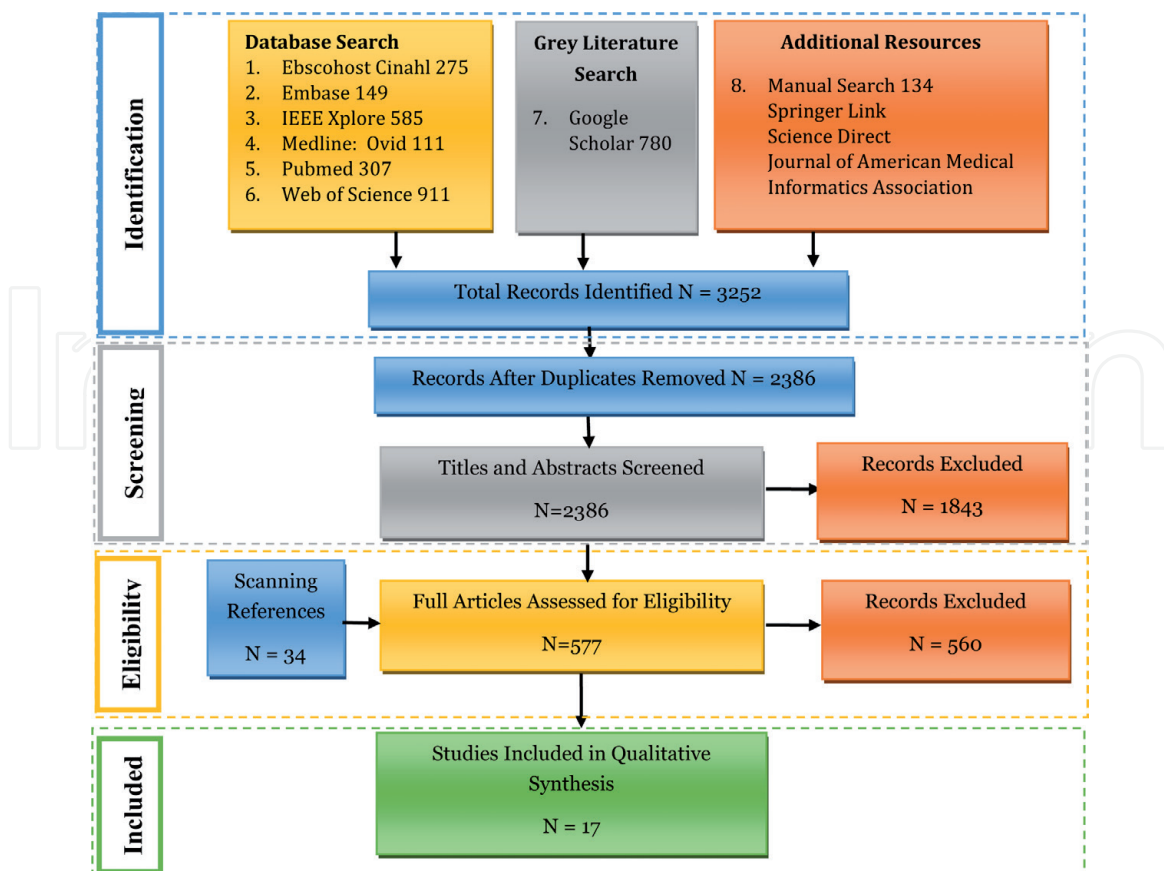 Identification
Database Search
1. Ebscohost Cinahl 275
2. Embase 149
3. IEEE Xplore 585
4. Medline: Ovid 111
5. Pubmed 307
6. Web of Science 911
Grey Literature
Search
7. Google
Scholar 780
Additional Resources
8. Manual Search 134
Springer Link
Science Direct
Journal of American Medical
Informatics Association
Total Records Identified N = 3252
Screening
Records After Duplicates Removed N = 2386
Titles and Abstracts Screened
N=2386
Records Excluded
N = 1843
Eligibility
Scanning
References
N = 34
Full Articles Assessed for Eligibility
N=577
Records Excluded
N = 560
Included
Studies Included in Qualitative
Synthesis
N = 17